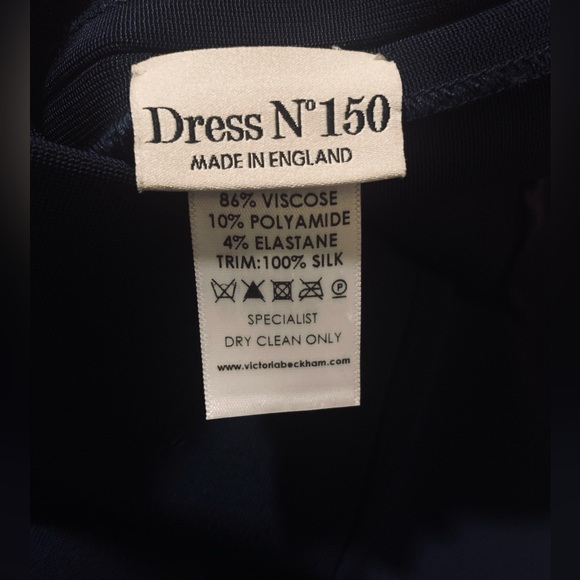 Dress Nº150
MADE IN ENGLAND
86% VISCOSE
10% POLYAMIDE
4% ELASTANE
TRIM:100% SILK
P
SPECIALIST
DRY CLEAN ONLY
www.victoriabeckham.com